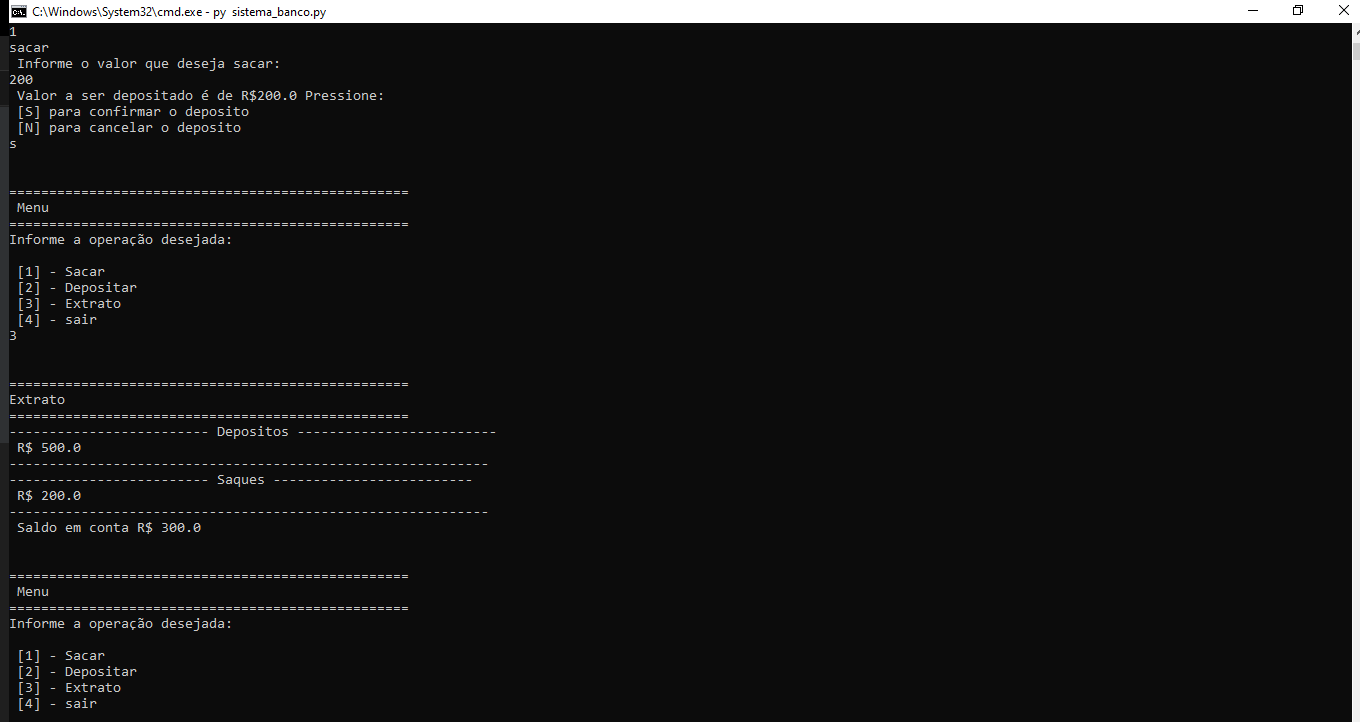 C:\Windows\System32\cmd.exe - py sistema_banco.py
1
sacar
 Informe o valor que deseja sacar:
200
 Valor a ser depositado é de R$200.0 Pressione:
 [S] para confirmar o deposito
 [N] para cancelar o deposito
s
==================================================
 Menu
==================================================
Informe a operação desejada:
 [1] - Sacar
 [2] - Depositar
 [3] - Extrato
 [4] - sair
3
==================================================
Extrato
==================================================
------------------------- Depositos -------------------------
 R$ 500.0
------------------------------------------------------------
------------------------- Saques -------------------------
 R$ 200.0
------------------------------------------------------------
 Saldo em conta R$ 300.0
==================================================
 Menu
==================================================
Informe a operação desejada:
 [1] - Sacar
 [2] - Depositar
 [3] - Extrato
 [4] - sair